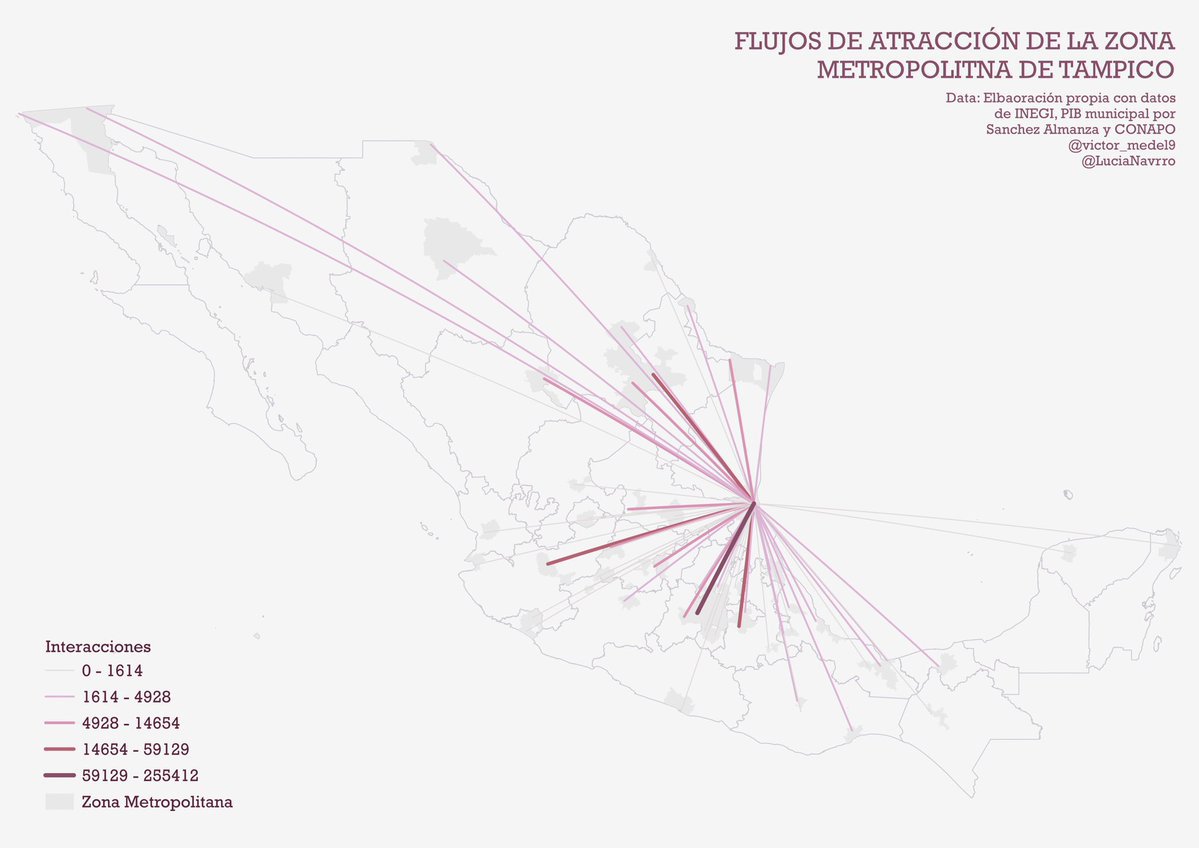 FLUJOS DE ATRACCIÓN DE LA ZONA
METROPOLITNA DE TAMPICO
Data: Elbaoración propia con datos
de INEGI, PIB municipal por
Sanchez Almanza y CONAPO
@victor_medel9
@LuciaNavrro
Interacciones
0 - 1614
1614 - 4928
4928 - 14654
14654 - 59129
59129 - 255412
Zona Metropolitana